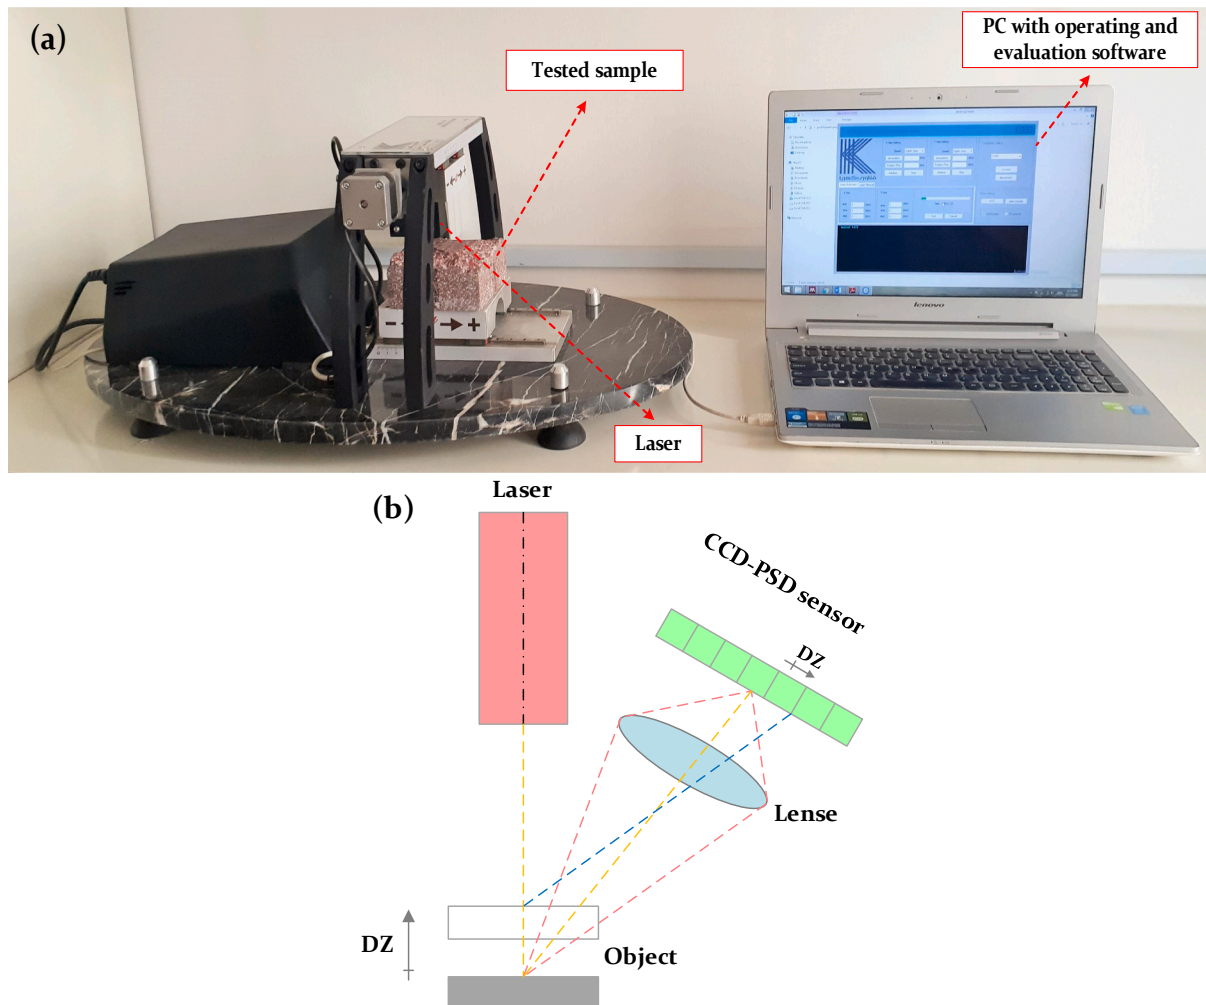 (a)
PC with operating and
evaluation software
Tested sample
lenovo
- +
Laser
(b)
Laser
CCD-PSD sensor
DZ
Lense
DZ
Object